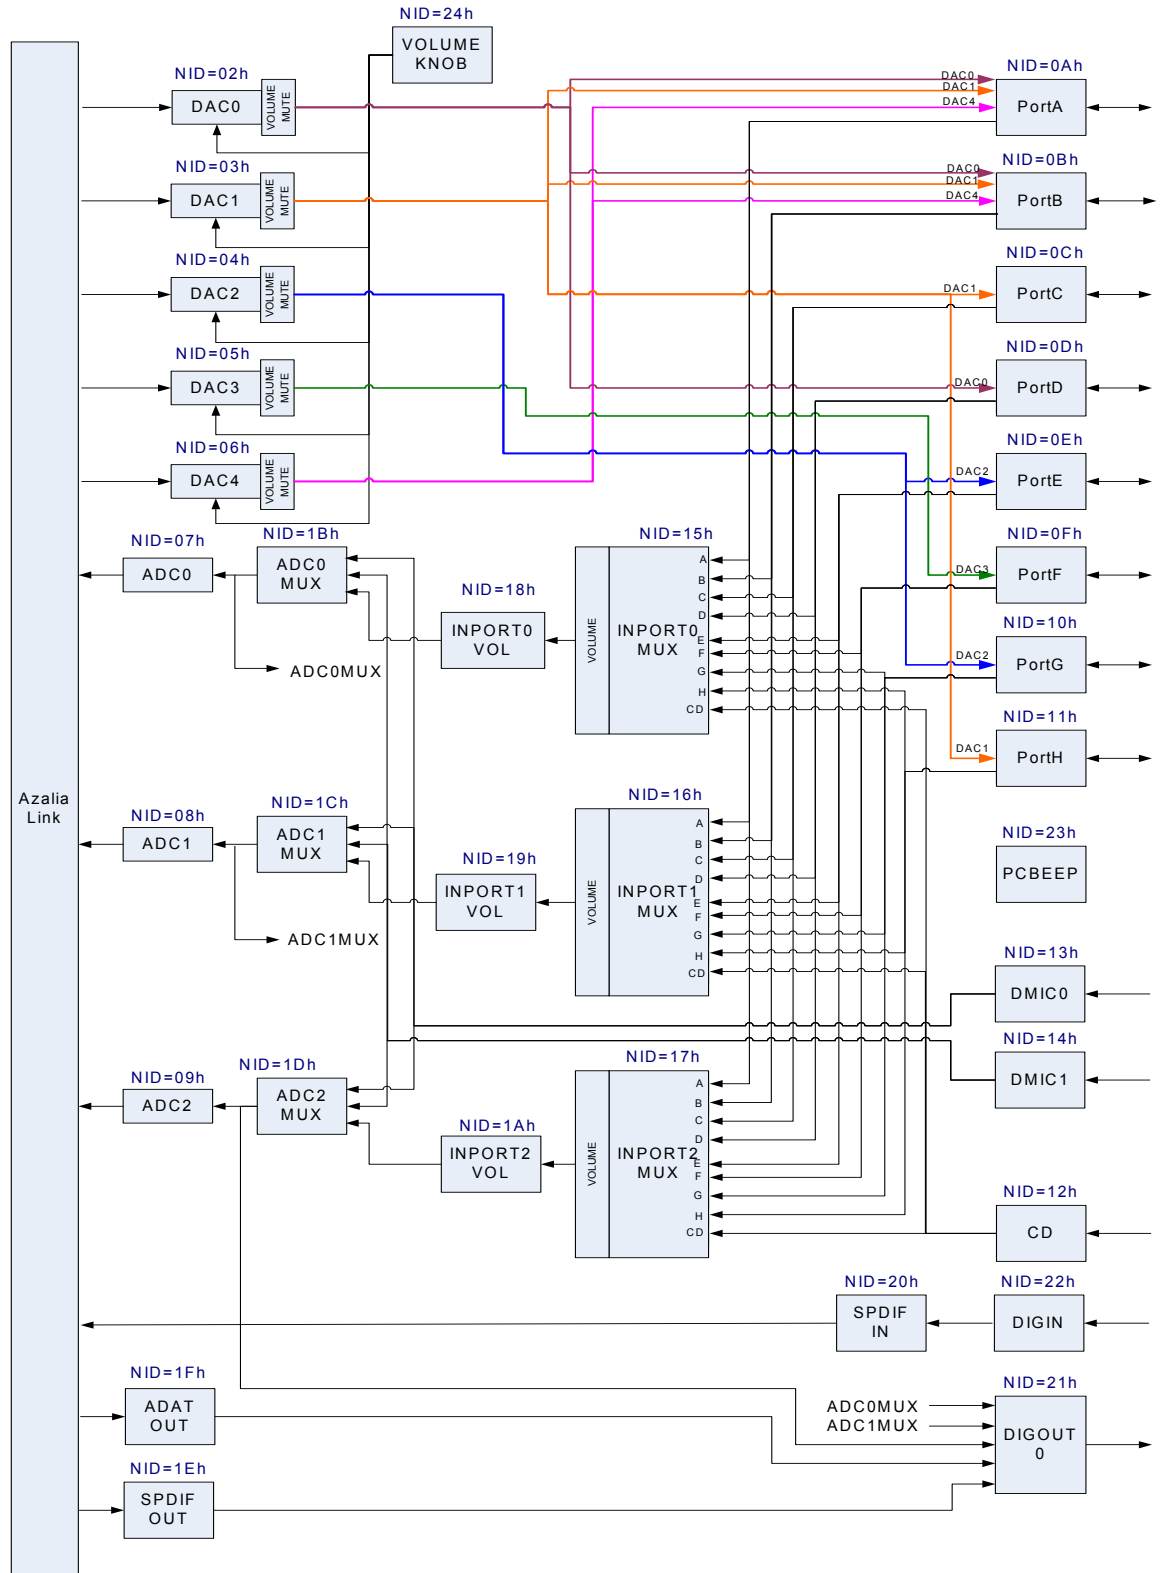 NID=24h
VOLUME
KNOB
NID=02h
DAC0
VOLUME
MUTE
NID=03h
DAC1
VOLUME
MUTE
NID=04h
DAC2
VOLUME
MUTE
NID=05h
DAC3
VOLUME
MUTE
NID=06h
DAC4
VOLUME
MUTE
DAC0
DAC1
DAC4
NID=0Ah
PortA
DAC0
DAC1
DAC4
NID=0Bh
PortB
DAC1
NID=0Ch
PortC
DAC0
NID=0Dh
PortD
DAC2
NID=0Eh
PortE
DAC3
NID=0Fh
PortF
DAC2
NID=10h
PortG
DAC1
NID=11h
PortH
NID=07h
ADC0
NID=1Bh
ADC0
MUX
ADC0MUX
NID=18h
INPORT0
VOL
NID=15h
VOLUME
INPORT0
MUX
A
B
C
D
E
F
G
H
CD
Azalia
Link
NID=08h
ADC1
NID=1Ch
ADC1
MUX
ADC1MUX
NID=19h
INPORT1
VOL
NID=16h
VOLUME
INPORT1
MUX
A
B
C
D
E
F
G
H
CD
NID=23h
PCBEEP
NID=13h
DMIC0
NID=14h
DMIC1
NID=09h
ADC2
NID=1Dh
ADC2
MUX
NID=1Ah
INPORT2
VOL
NID=17h
VOLUME
INPORT2
MUX
A
B
C
D
E
F
G
H
CD
NID=12h
CD
NID=20h
SPDIF
IN
NID=22h
DIGIN
NID=1Fh
ADAT
OUT
NID=1Eh
SPDIF
OUT
ADC0MUX
ADC1MUX
NID=21h
DIGOUT
0